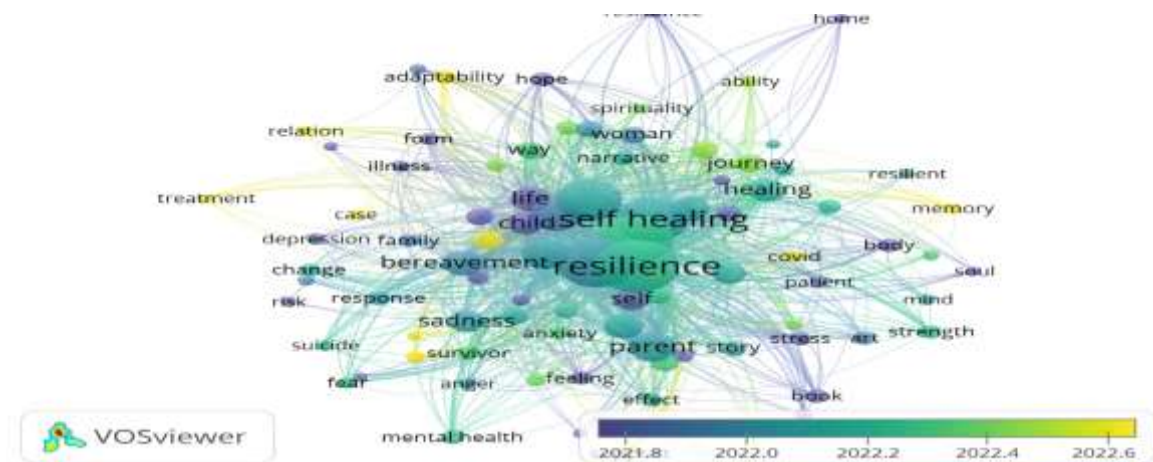 home
adaptability
hope
ability
spirituality
relation
form
woman
way
narrative
journey
illness
resilient
treatment
life
healing
case
child
self healing
memory
depression
family
body
bereavement
resilience
covid
change
soul
patient
risk
response
self
mind
sadness
anxiety
stress
art
strength
suicide
survivor
parent
story
fear
anger
feeling
effect
book
mental health
VOSviewer
2021.8
2022.0
2022.2
2022.4
2022.6